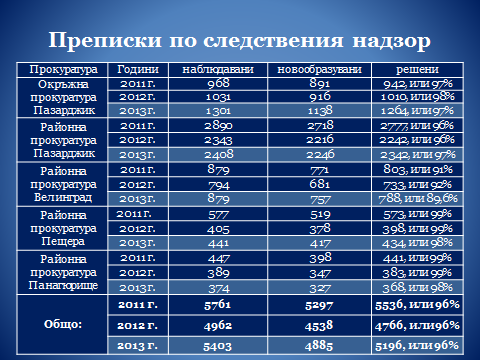 Преписки по следствения надзор
Прокуратура Години наблюдавани новообразувани решени
Окръжна прокуратура Пазарджик
2011 г. 968 891 942, или 97%
2012 г. 1031 916 1010, или 98%
2013 г. 1301 1138 1264, или 97%
Районна прокуратура Пазарджик
2011 г. 2890 2718 2777, или 96%
2012 г. 2343 2216 2242, или 96%
2013 г. 2408 2246 2342, или 97%
Районна прокуратура Велинград
2011 г. 879 771 803, или 91%
2012 г. 794 681 733, или 92%
2013 г. 879 757 788, или 89,6%
Районна прокуратура Пещера
2011 г. 577 519 573, или 99%
2012 г. 405 378 398, или 99%
2013 г. 441 417 434, или 98%
Районна прокуратура Панагюрище
2011 г. 447 398 441, или 99%
2012 г. 389 347 383, или 99%
2013 г. 374 327 368, или 98%
Общо:
2011 г. 5761 5297 5536, или 96%
2012 г. 4962 4538 4766, или 96%
2013 г. 5403 4885 5196, или 96%